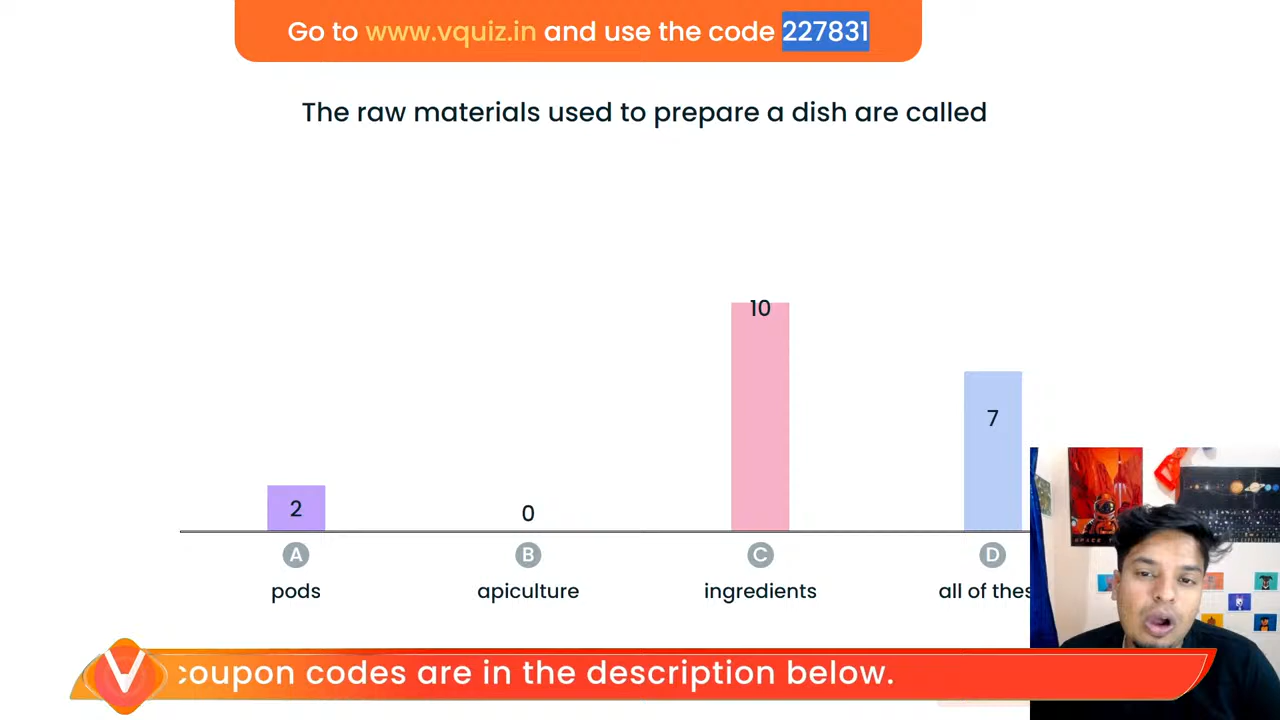 Go to www.vquiz.in and use the code 227831
The raw materials used to prepare a dish are called
10
7
2
0
A
B
C
D
pods
apiculture
ingredients
all of thes
coupon codes are in the description below.
V